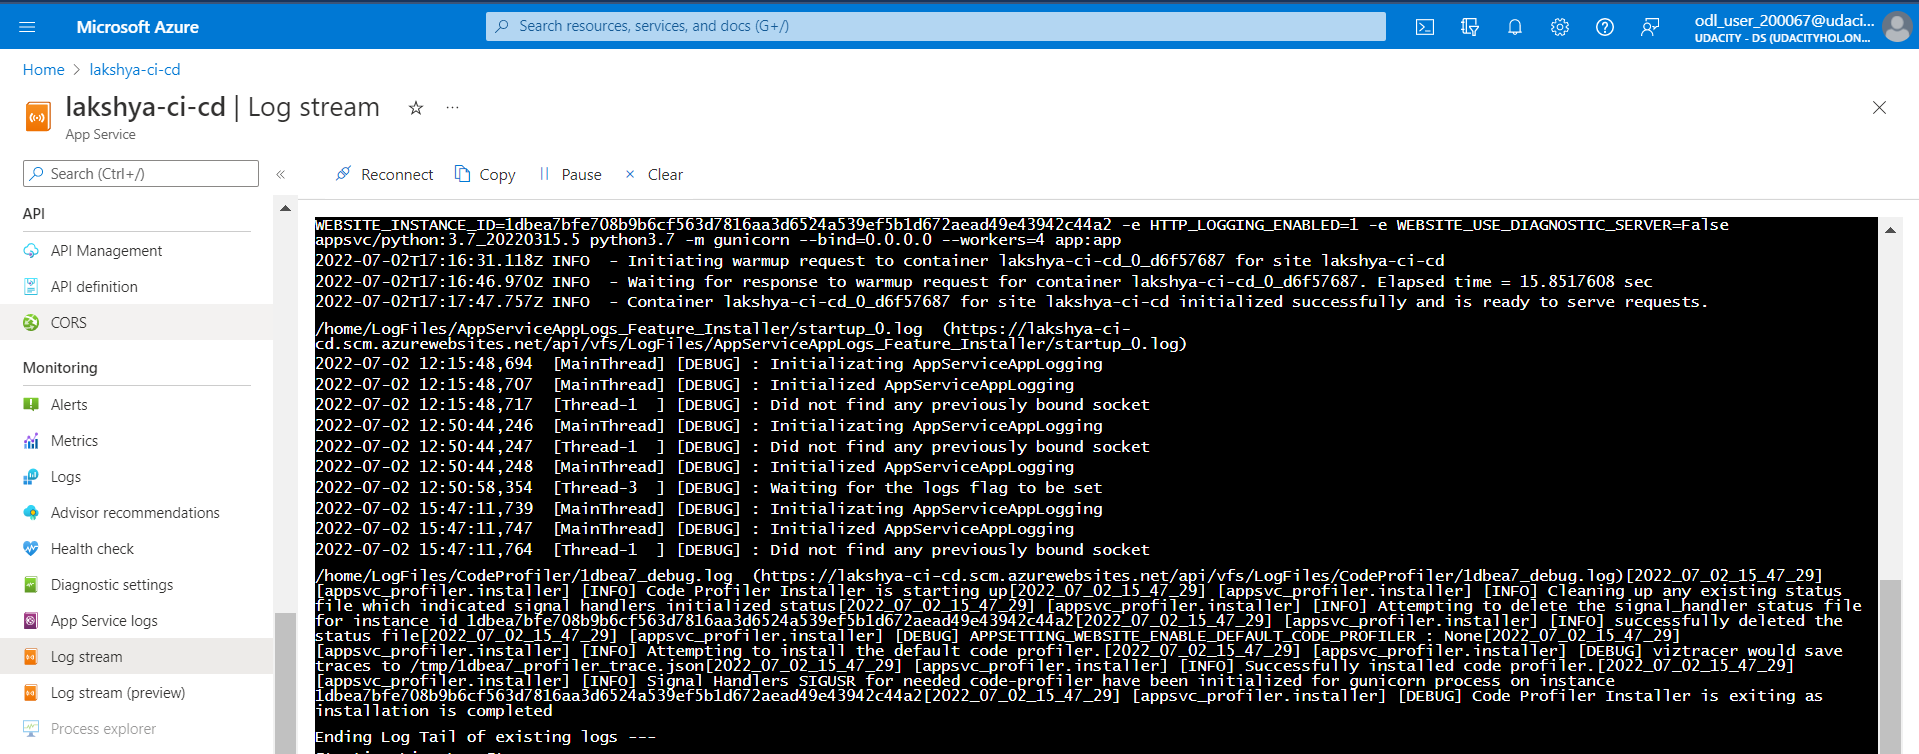 Microsoft Azure
Search resources, services, and docs (G+/)
odl_user_200067@udaci...
UDACITY - DS (UDACITYHOL.ON...
Home > lakshya-ci-cd
lakshya-ci-cd | Log stream
App Service
Search (Ctrl+/)
Reconnect Copy Pause Clear
API
API Management
API definition
CORS
Monitoring
Alerts
Metrics
Logs
Advisor recommendations
Health check
Diagnostic settings
App Service logs
Log stream
Log stream (preview)
Process explorer
WEBSITE_INSTANCE_ID=1dbea7bfe708b9b6cf563d7816aa3d6524a539ef5b1d672aead49e43942c44a2 -e HTTP_LOGGING_ENABLED=1 -e WEBSITE_USE_DIAGNOSTIC_SERVER=False
appsvc/python:3.7_20220315.5 python3.7 -m gunicorn --bind=0.0.0.0 --workers=4 app:app
2022-07-02T17:16:31.118Z INFO  - Initiating warmup request to container lakshya-ci-cd_0_d6f57687 for site lakshya-ci-cd
2022-07-02T17:16:46.970Z INFO  - Waiting for response to warmup request for container lakshya-ci-cd_0_d6f57687. Elapsed time = 15.8517608 sec
2022-07-02T17:17:47.757Z INFO  - Container lakshya-ci-cd_0_d6f57687 for site lakshya-ci-cd initialized successfully and is ready to serve requests.
/home/LogFiles/AppServiceAppLogs_Feature_Installer/startup_0.log  (https://lakshya-ci-
cd.scm.azurewebsites.net/api/vfs/LogFiles/AppServiceAppLogs_Feature_Installer/startup_0.log)
2022-07-02 12:15:48,694  [MainThread] [DEBUG] : Initializating AppServiceAppLogging
2022-07-02 12:15:48,707  [MainThread] [DEBUG] : Initialized AppServiceAppLogging
2022-07-02 12:15:48,717  [Thread-1  ] [DEBUG] : Did not find any previously bound socket
2022-07-02 12:50:44,246  [MainThread] [DEBUG] : Initializating AppServiceAppLogging
2022-07-02 12:50:44,247  [Thread-1  ] [DEBUG] : Did not find any previously bound socket
2022-07-02 12:50:44,248  [MainThread] [DEBUG] : Initialized AppServiceAppLogging
2022-07-02 12:50:58,354  [Thread-3  ] [DEBUG] : Waiting for the logs flag to be set
2022-07-02 15:47:11,739  [MainThread] [DEBUG] : Initializating AppServiceAppLogging
2022-07-02 15:47:11,747  [MainThread] [DEBUG] : Initialized AppServiceAppLogging
2022-07-02 15:47:11,764  [Thread-1  ] [DEBUG] : Did not find any previously bound socket
/home/LogFiles/CodeProfiler/1dbea7_debug.log  (https://lakshya-ci-cd.scm.azurewebsites.net/api/vfs/LogFiles/CodeProfiler/1dbea7_debug.log)[2022_07_02_15_47_29]
[appsvc_profiler.installer] [INFO] Code Profiler Installer is starting up[2022_07_02_15_47_29] [appsvc_profiler.installer] [INFO] Cleaning up any existing status
file which indicated signal handlers initialized status[2022_07_02_15_47_29] [appsvc_profiler.installer] [INFO] Attempting to delete the signal_handler status file
for instance id 1dbea7bfe708b9b6cf563d7816aa3d6524a539ef5b1d672aead49e43942c44a2[2022_07_02_15_47_29] [appsvc_profiler.installer] [INFO] successfully deleted the
status file[2022_07_02_15_47_29] [appsvc_profiler.installer] [DEBUG] APPSETTING_WEBSITE_ENABLE_DEFAULT_CODE_PROFILER : None[2022_07_02_15_47_29]
[appsvc_profiler.installer] [INFO] Attempting to install the default code profiler.[2022_07_02_15_47_29] [appsvc_profiler.installer] [DEBUG] viztracer would save
traces to /tmp/1dbea7_profiler_trace.json[2022_07_02_15_47_29] [appsvc_profiler.installer] [INFO] Successfully installed code profiler.[2022_07_02_15_47_29]
[appsvc_profiler.installer] [INFO] Signal Handlers SIGUSR for needed code-profiler have been initialized for gunicorn process on instance
1dbea7bfe708b9b6cf563d7816aa3d6524a539ef5b1d672aead49e43942c44a2[2022_07_02_15_47_29] [appsvc_profiler.installer] [DEBUG] Code Profiler Installer is exiting as
installation is completed
Ending Log Tail of existing logs ---